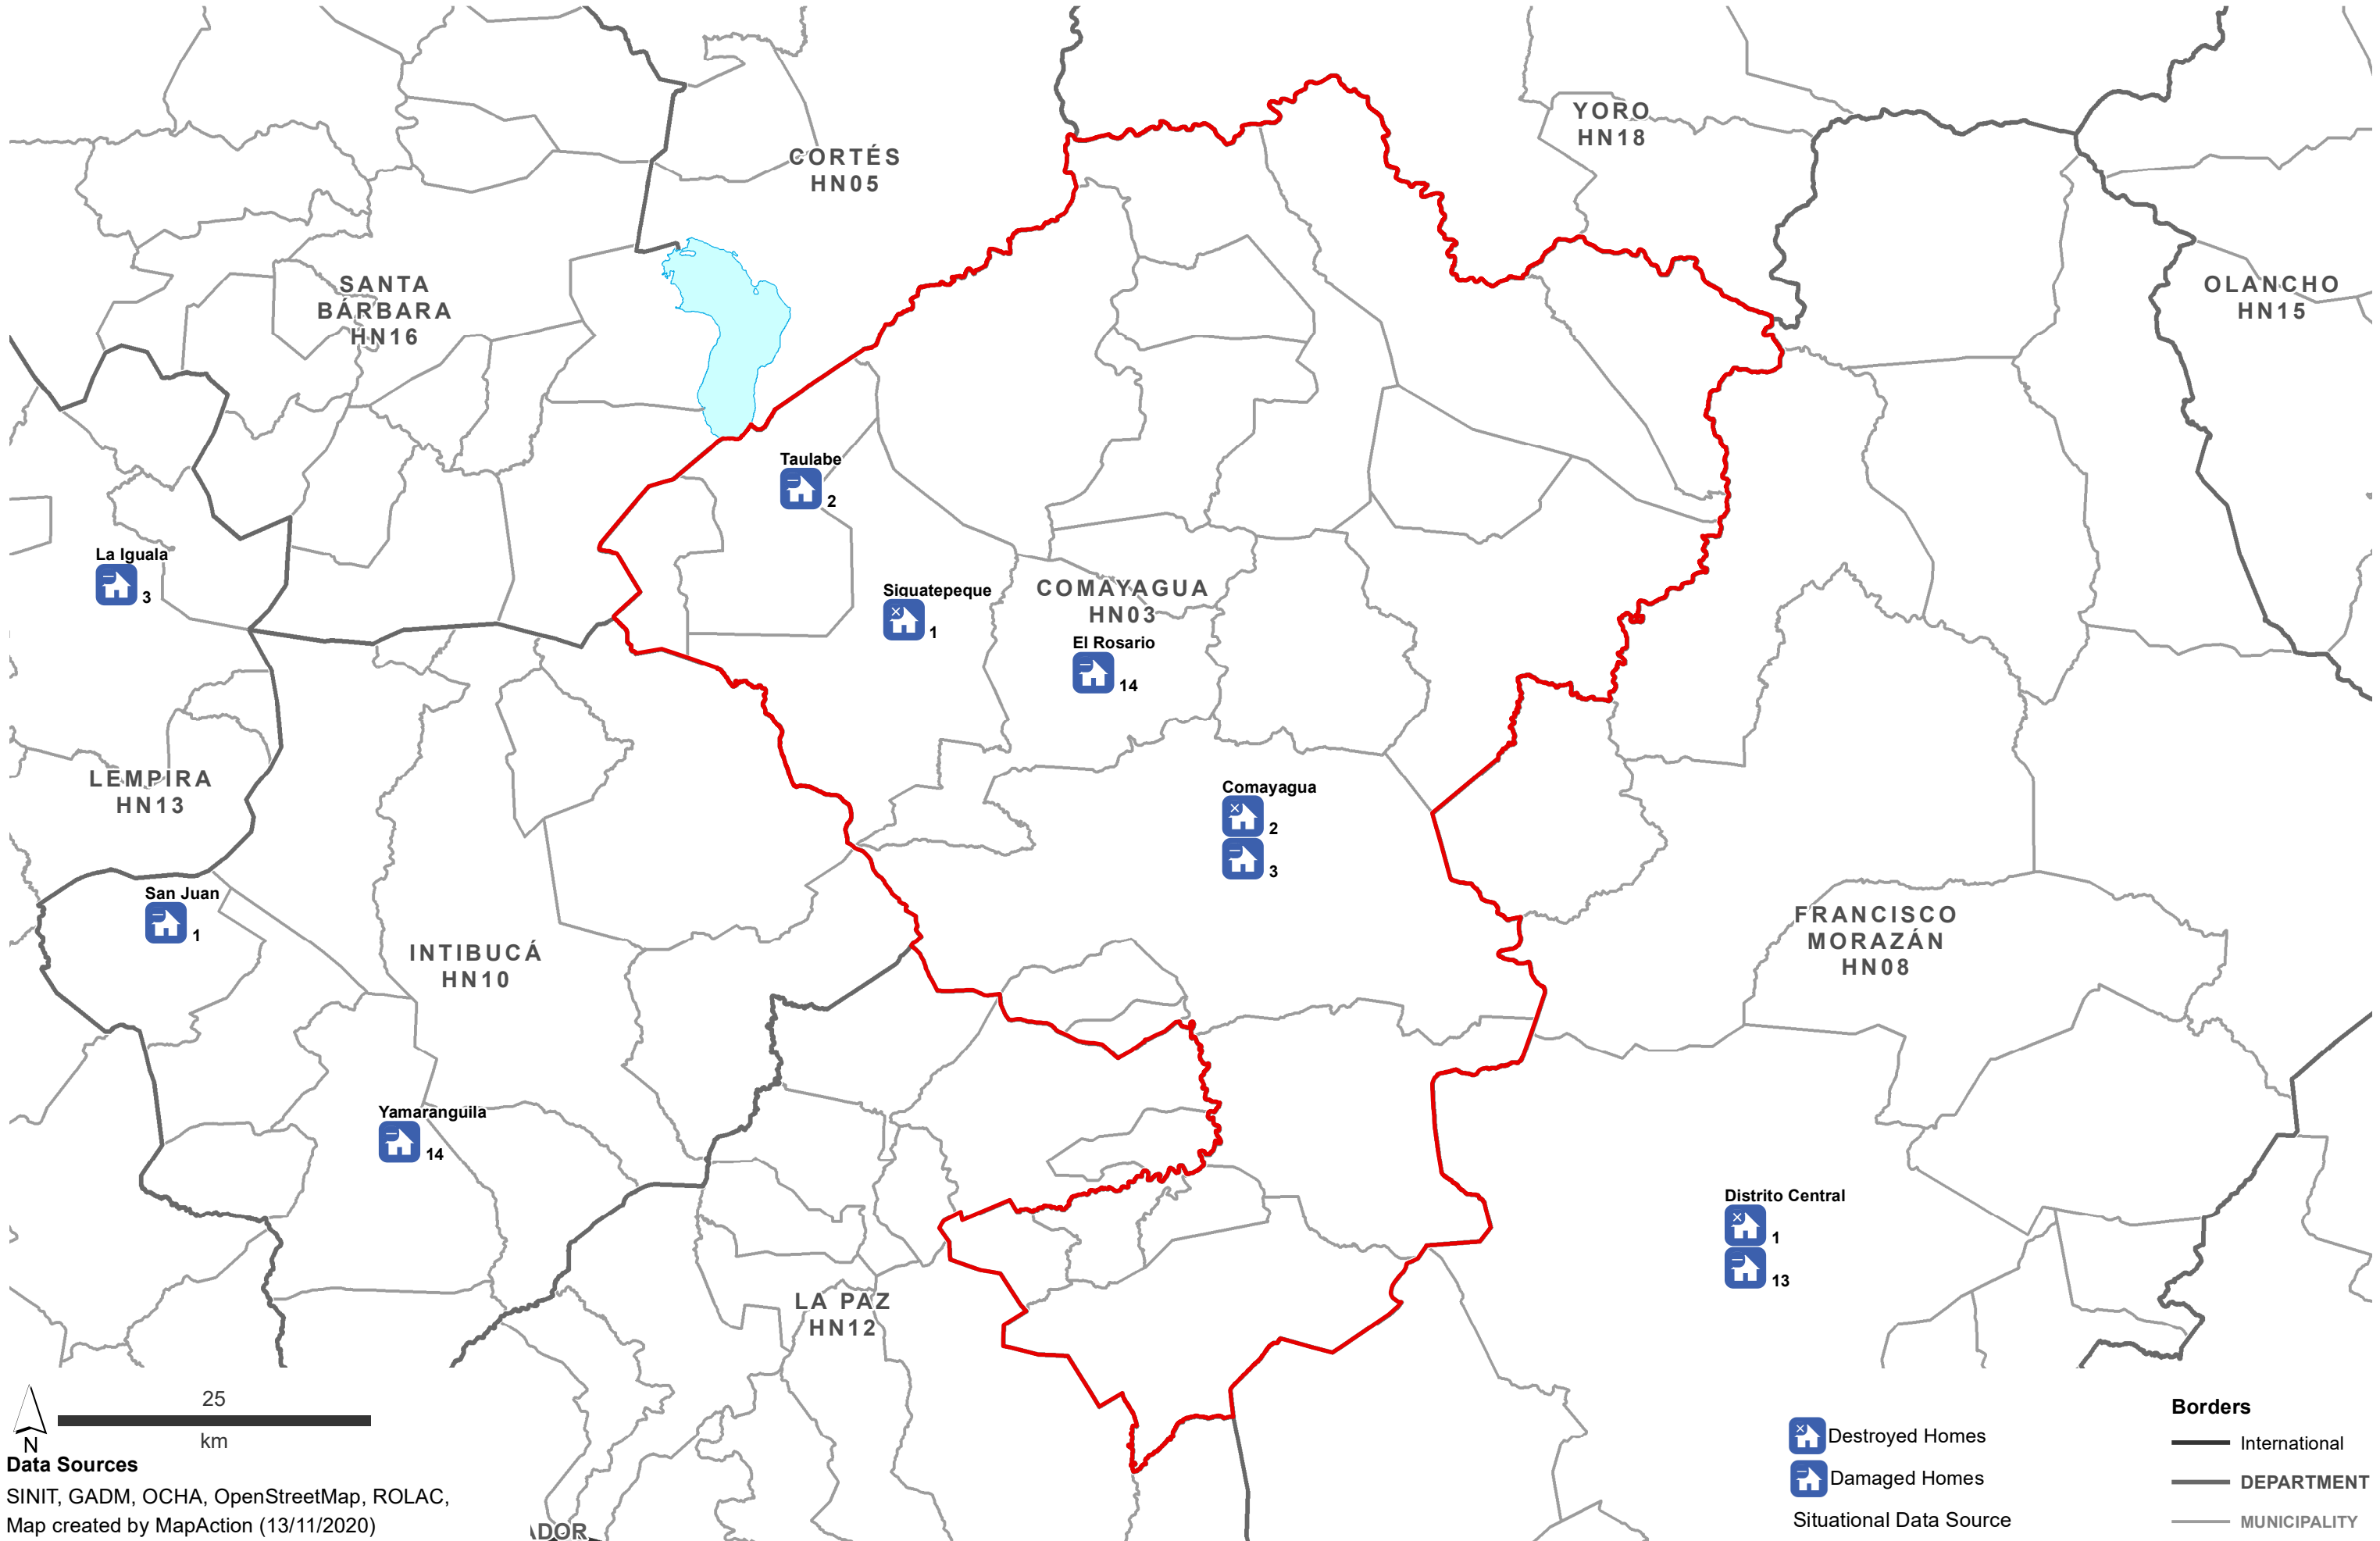 YORO
HN18
CORTÉS
HN05
SANTA
BÁRBARA
HN16
OLANCHO
HN15
Taulabe
2
La Iguala
3
Siguatepeque
1
COMAYAGUA
HN03
El Rosario
14
LEMPIRA
HN13
Comayagua
2
3
San Juan
1
INTIBUCÁ
HN10
FRANCISCO
MORAZÁN
HN08
Yamaranguila
14
Distrito Central
1
13
LA PAZ
HN12
25
km
N
Data Sources
SINIT, GADM, OCHA, OpenStreetMap, ROLAC,
Map created by MapAction (13/11/2020)
ADOR
Destroyed Homes
Damaged Homes
Situational Data Source
Borders
International
DEPARTMENT
MUNICIPALITY